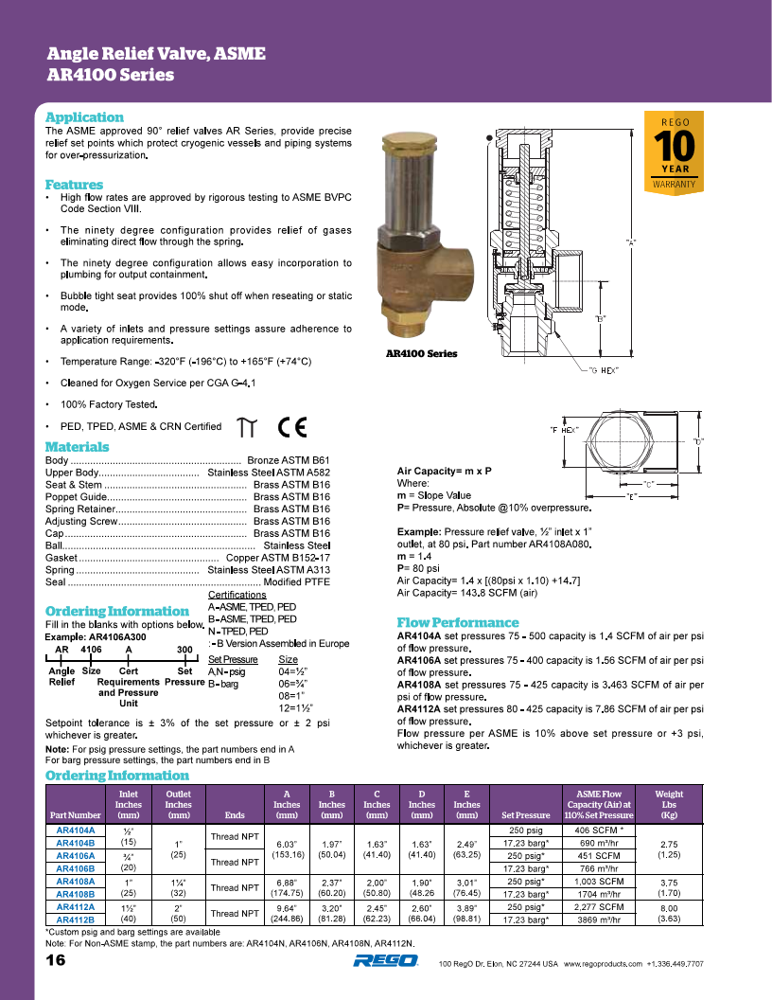 Angle Relief Valve, ASME
AR4100 Series
Application
The ASME approved 90° relief valves AR Series, provide precise
relief set points which protect cryogenic vessels and piping systems
for over-pressurization.
Features
• High flow rates are approved by rigorous testing to ASME BVPC
Code Section VIII.
• The ninety degree configuration provides relief of gases
eliminating direct flow through the spring.
• The ninety degree configuration allows easy incorporation to
plumbing for output containment.
• Bubble tight seat provides 100% shut off when reseating or static
mode.
• A variety of inlets and pressure settings assure adherence to
application requirements.
• Temperature Range: -320°F (-196°C) to +165°F (+74°C)
• Cleaned for Oxygen Service per CGA G-4.1
• 100% Factory Tested.
• PED, TPED, ASME & CRN Certified
π CE
Materials
Body ............................................................. Bronze ASTM B61
Upper Body.................................... Stainless Steel ASTM A582
Seat & Stem ................................................... Brass ASTM B16
Poppet Guide.................................................. Brass ASTM B16
Spring Retainer............................................... Brass ASTM B16
Adjusting Screw.............................................. Brass ASTM B16
Cap................................................................. Brass ASTM B16
Ball..................................................................... Stainless Steel
Gasket.................................................. Copper ASTM B152-17
Spring............................................ Stainless Steel ASTM A313
Seal ..................................................................... Modified PTFE
Ordering Information
Fill in the blanks with options below.
Example: AR4106A300
AR 4106 A 300
Angle Size Cert Set
Relief Requirements Pressure
and Pressure
Unit
Certifications
A-ASME, TPED, PED
B-ASME, TPED, PED
N-TPED, PED
:-B Version Assembled in Europe
Set Pressure Size
A,N-psig 04=½"
B-barg 06=¾"
08=1"
12=1½"
Setpoint tolerance is ± 3% of the set pressure or ± 2 psi
whichever is greater.
Note: For psig pressure settings, the part numbers end in A
For barg pressure settings, the part numbers end in B
REGO
10
YEAR
WARRANTY
"A"
"B"
"G HEX"
AR4100 Series
"F HEX"
"D"
"C"
"E"
Air Capacity= m x P
Where:
m = Slope Value
P= Pressure, Absolute @10% overpressure.
Example: Pressure relief valve, ½" inlet x 1"
outlet, at 80 psi. Part number AR4108A080.
m = 1.4
P= 80 psi
Air Capacity= 1.4 x [(80psi x 1.10) +14.7]
Air Capacity= 143.8 SCFM (air)
Flow Performance
AR4104A set pressures 75 - 500 capacity is 1.4 SCFM of air per psi
of flow pressure.
AR4106A set pressures 75 - 400 capacity is 1.56 SCFM of air per psi
of flow pressure.
AR4108A set pressures 75 - 425 capacity is 3.463 SCFM of air per
psi of flow pressure.
AR4112A set pressures 80 - 425 capacity is 7.86 SCFM of air per psi
of flow pressure.
Flow pressure per ASME is 10% above set pressure or +3 psi,
whichever is greater.
Ordering Information
Part Number Inlet Inches (mm) Outlet Inches (mm) Ends A Inches (mm) B Inches (mm) C Inches (mm) D Inches (mm) E Inches (mm) Set Pressure ASME Flow Capacity (Air) at 110% Set Pressure Weight Lbs (Kg)
AR4104A ½" (15) 1" (25) Thread NPT 6.03" (153.16) 1.97" (50.04) 1.63" (41.40) 1.63" (41.40) 2.49" (63.25) 250 psig 406 SCFM * 2.75 (1.25)
AR4104B 17.23 barg* 690 m³/hr
AR4106A ¾" (20) Thread NPT 250 psig* 451 SCFM
AR4106B 17.23 barg* 766 m³/hr
AR4108A 1" (25) 1¼" (32) Thread NPT 6.88" (174.75) 2.37" (60.20) 2.00" (50.80) 1.90" (48.26 3.01" (76.45) 250 psig* 1,003 SCFM 3.75 (1.70)
AR4108B 17.23 barg* 1704 m³/hr
AR4112A 1½" (40) 2" (50) Thread NPT 9.64" (244.86) 3.20" (81.28) 2.45" (62.23) 2.60" (66.04) 3.89" (98.81) 250 psig* 2,277 SCFM 8.00 (3.63)
AR4112B 17.23 barg* 3869 m³/hr
*Custom psig and barg settings are available
Note: For Non-ASME stamp, the part numbers are: AR4104N, AR4106N, AR4108N, AR4112N.
16 REGO 100 RegO Dr. Elon, NC 27244 USA www.regoproducts.com +1.336.449.7707